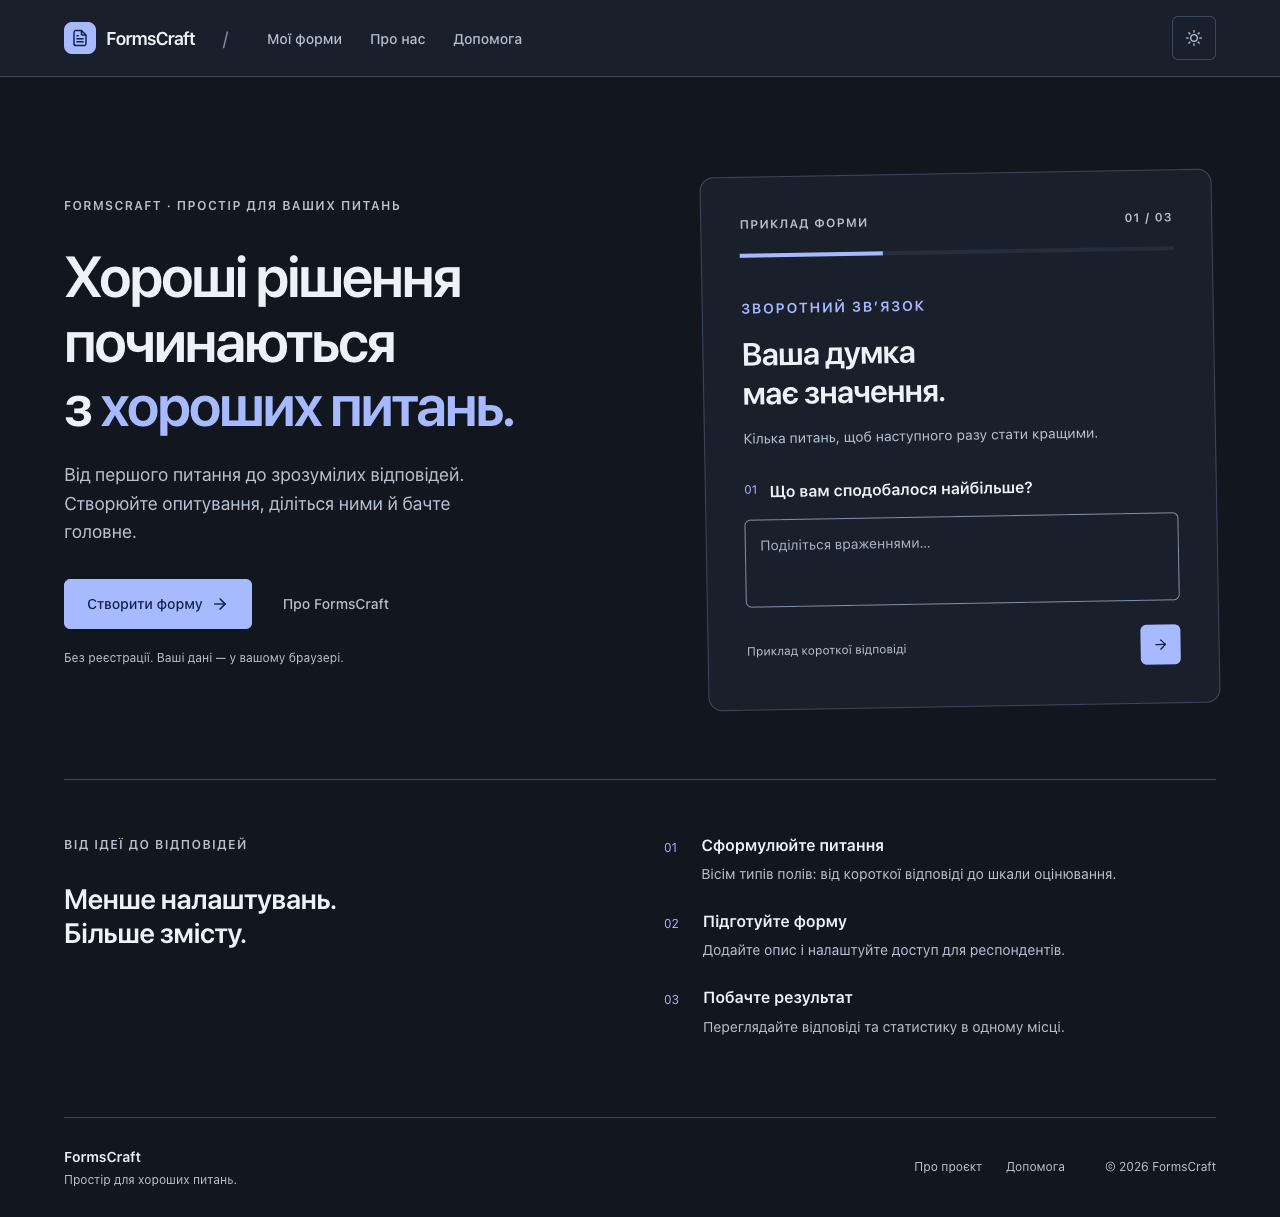 FormsCraft / Мої форми Про нас Допомога
FORMSCRAFT · ПРОСТІР ДЛЯ ВАШИХ ПИТАНЬ
Хороші рішення
починаються
з хороших питань.
Від першого питання до зрозумілих відповідей.
Створюйте опитування, діліться ними й бачте
головне.
Створити форму → Про FormsCraft
Без реєстрації. Ваші дані — у вашому браузері.
ПРИКЛАД ФОРМИ 01 / 03
ЗВОРОТНИЙ ЗВ’ЯЗОК
Ваша думка
має значення.
Кілька питань, щоб наступного разу стати кращими.
01 Що вам сподобалося найбільше?
Поділіться враженнями…
Приклад короткої відповіді →
ВІД ІДЕЇ ДО ВІДПОВІДЕЙ
Менше налаштувань.
Більше змісту.
01 Сформулюйте питання
Вісім типів полів: від короткої відповіді до шкали оцінювання.
02 Підготуйте форму
Додайте опис і налаштуйте доступ для респондентів.
03 Побачте результат
Переглядайте відповіді та статистику в одному місці.
FormsCraft
Простір для хороших питань.
Про проєкт Допомога © 2026 FormsCraft